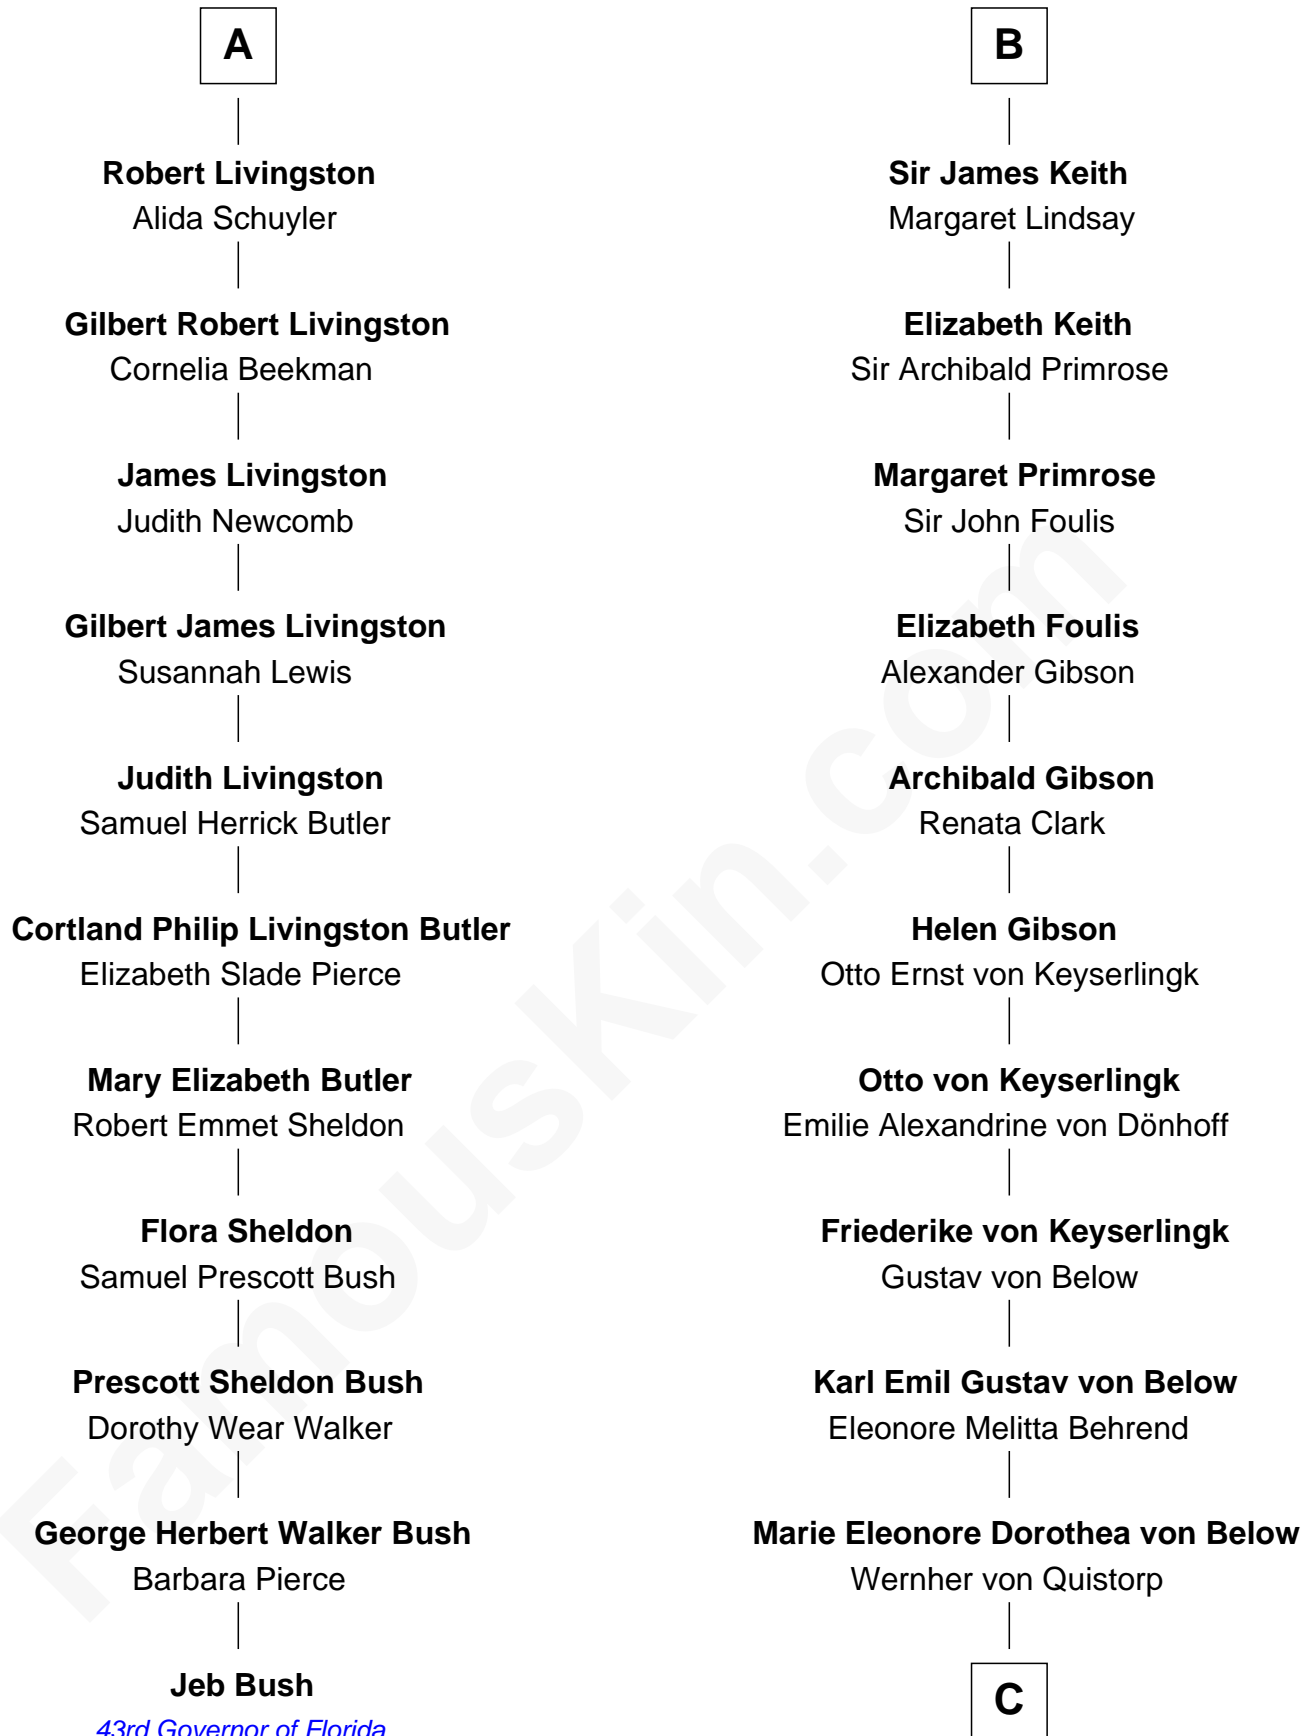 A
Robert Livingston
Alida Schuyler
Gilbert Robert Livingston
Cornelia Beekman
James Livingston
Judith Newcomb
Gilbert James Livingston
Susannah Lewis
Judith Livingston
Samuel Herrick Butler
Cortland Philip Livingston Butler
Elizabeth Slade Pierce
Mary Elizabeth Butler
Robert Emmet Sheldon
Flora Sheldon
Samuel Prescott Bush
Prescott Sheldon Bush
Dorothy Wear Walker
George Herbert Walker Bush
Barbara Pierce
Jeb Bush
43rd Governor of Florida
B
Sir James Keith
Margaret Lindsay
Elizabeth Keith
Sir Archibald Primrose
Margaret Primrose
Sir John Foulis
Elizabeth Foulis
Alexander Gibson
Archibald Gibson
Renata Clark
Helen Gibson
Otto Ernst von Keyserlingk
Otto von Keyserlingk
Emilie Alexandrine von Dönhoff
Friederike von Keyserlingk
Gustav von Below
Karl Emil Gustav von Below
Eleonore Melitta Behrend
Marie Eleonore Dorothea von Below
Wernher von Quistorp
C
FamousKin.com